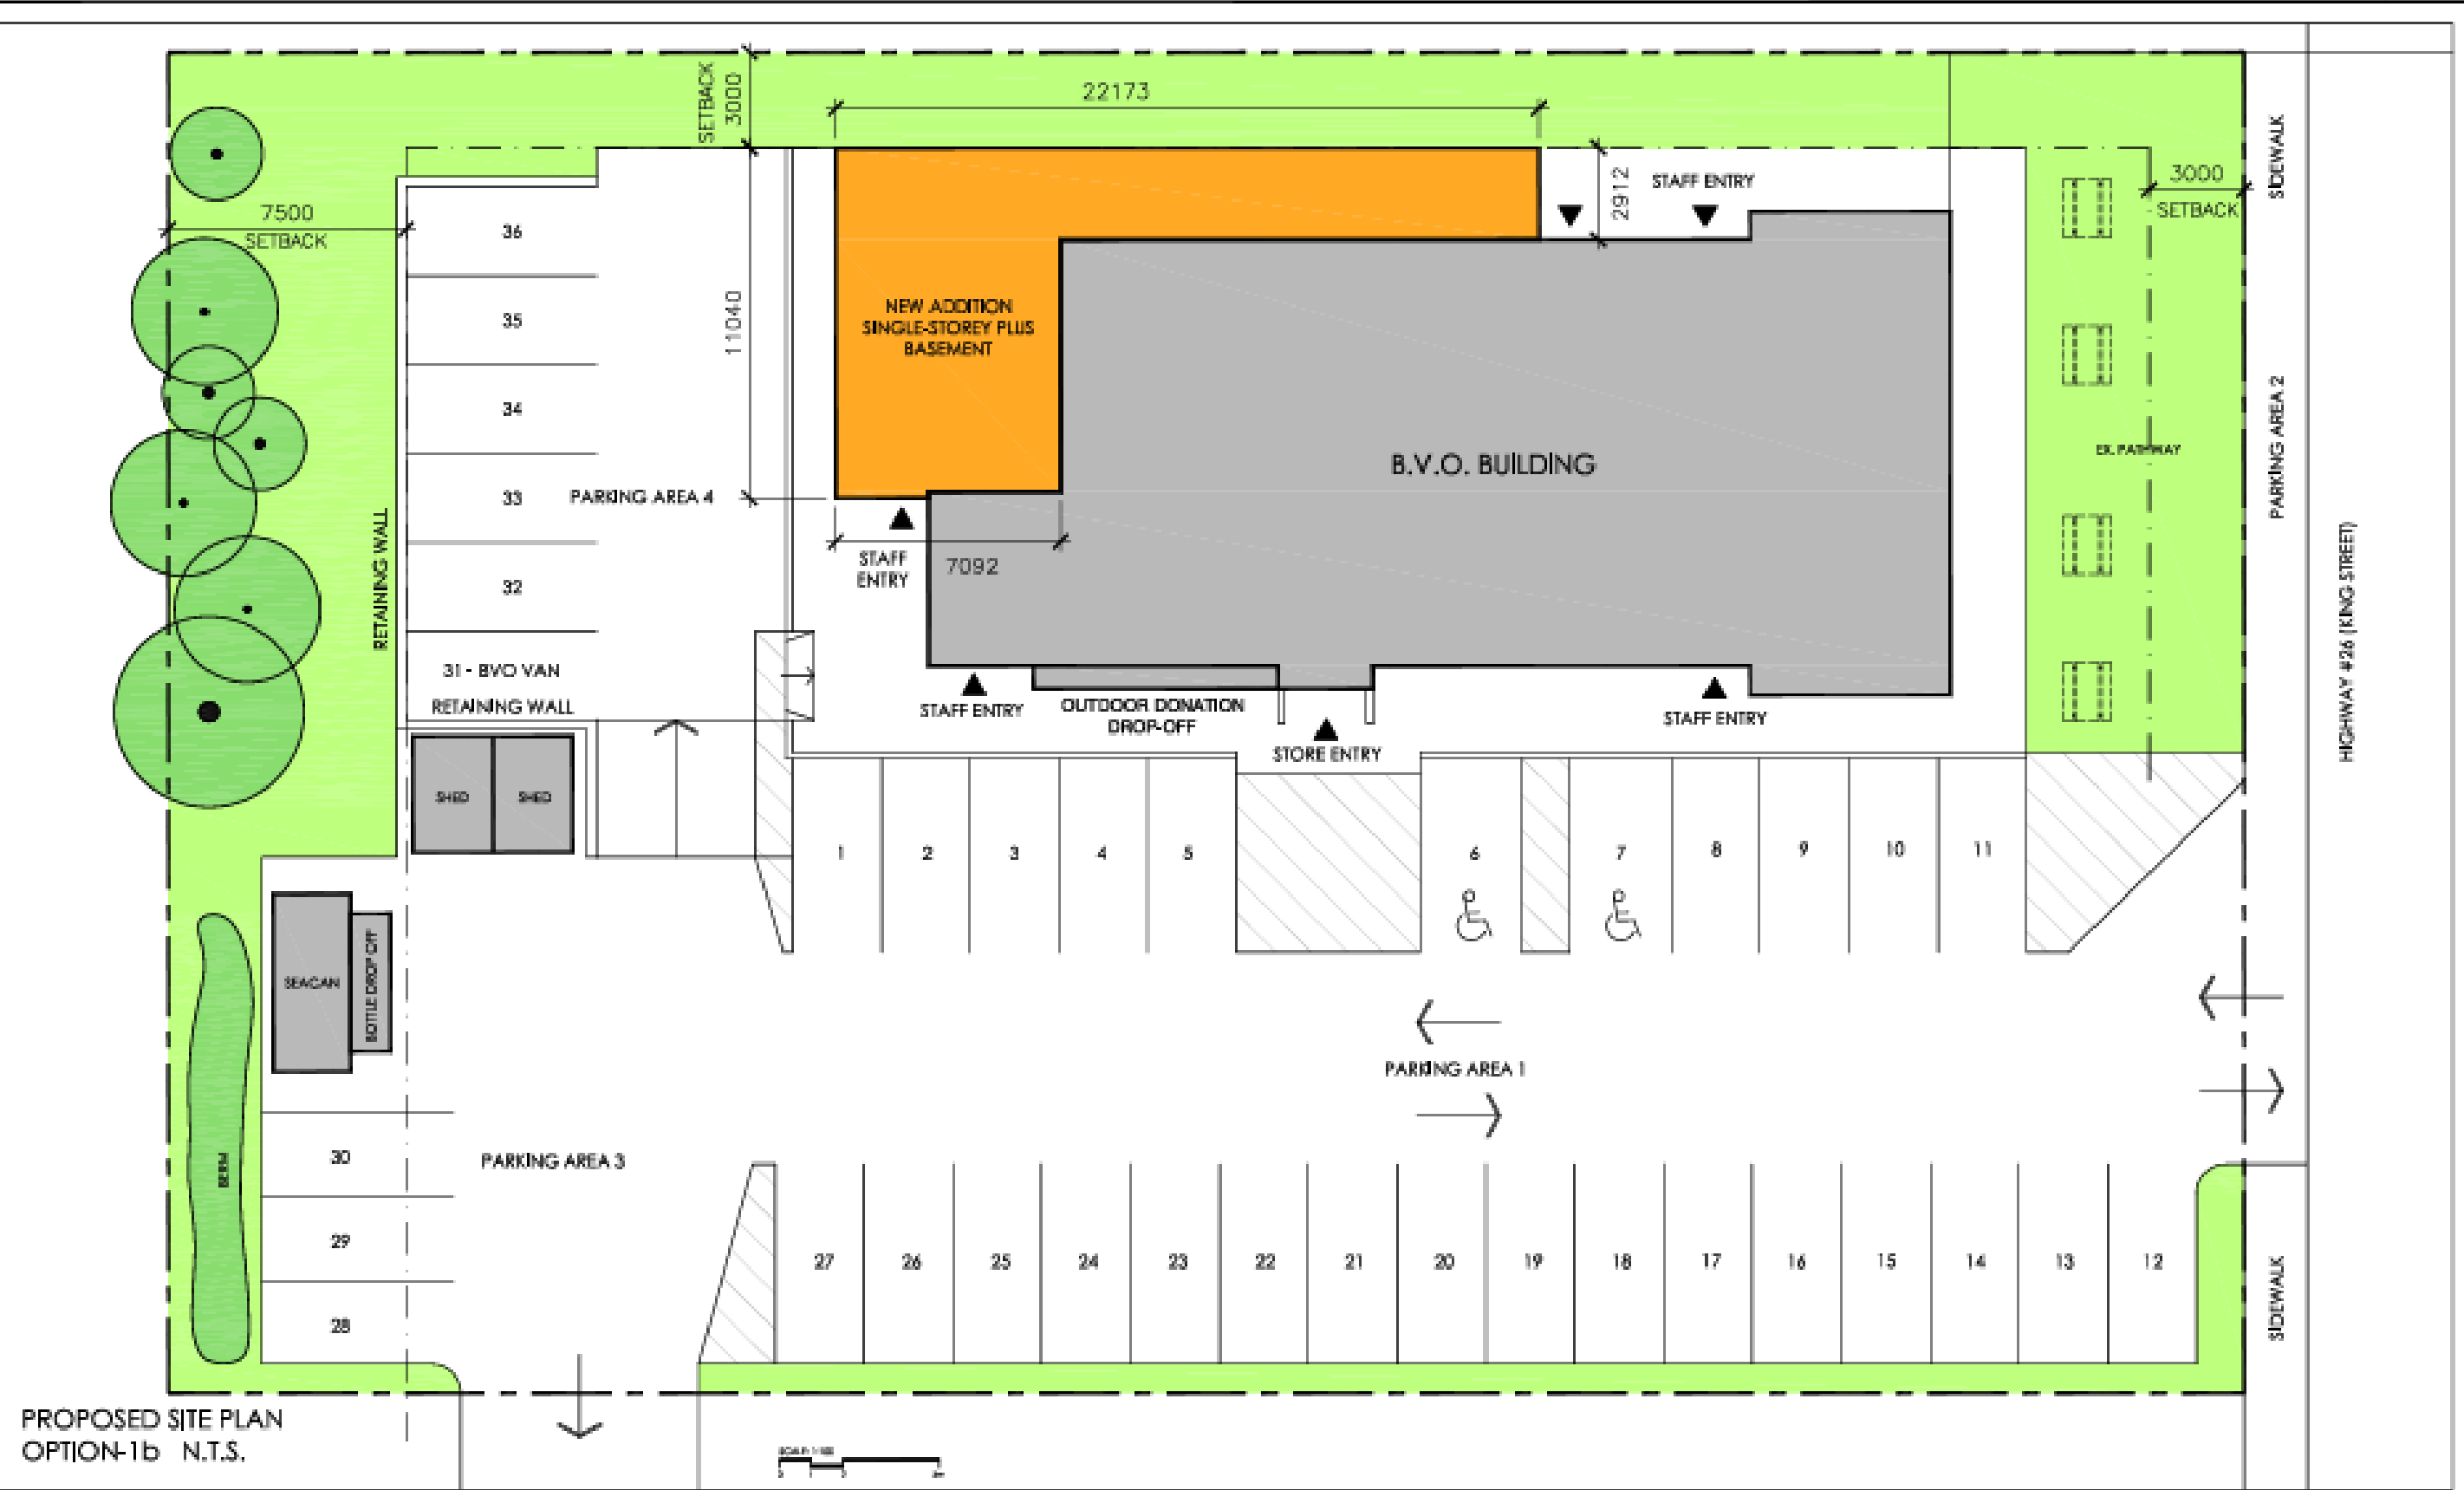 22173
SETBACK
3000
SIDEWALK
3000
SETBACK
2912
STAFF ENTRY
7500
SETBACK
36
35
34
33
32
11040
NEW ADDITION
SINGLE-STOREY PLUS
BASEMENT
B.V.O. BUILDING
EX. PATHWAY
PARKING AREA 2
HIGHWAY #26 (KING STREET)
PARKING AREA 4
RETAINING WALL
STAFF
ENTRY
7092
31 - BVO VAN
RETAINING WALL
STAFF ENTRY
OUTDOOR DONATION
DROP-OFF
STORE ENTRY
STAFF ENTRY
SHED
SHED
1
2
3
4
5
6
7
8
9
10
11
SEACAN
BOTTLE DROP OFF
PARKING AREA 1
BERM
30
29
28
PARKING AREA 3
27
26
25
24
23
22
21
20
19
18
17
16
15
14
13
12
SIDEWALK
PROPOSED SITE PLAN
OPTION-1b N.T.S.